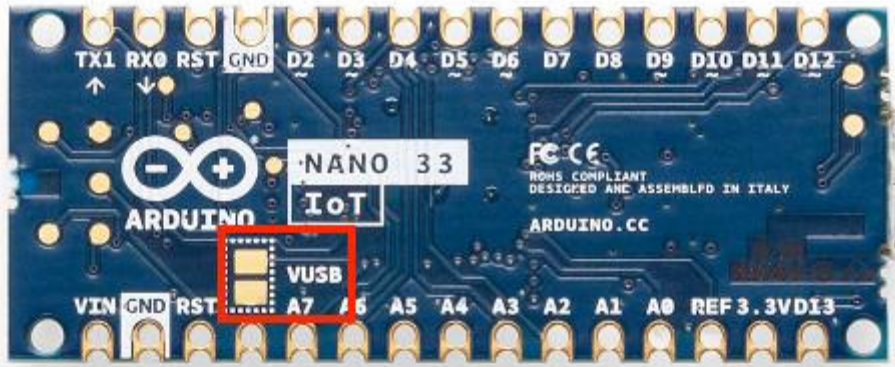 TX1 RX0 RST GND D2 D3 D4 D5 D6 D7 D8 D9 D10 D11 D12
~ ~ ~ ~ ~ ~ ~
↑ ↓
NANO 33
IoT
ARDUINO
FC CE
ROHS COMPLIANT
DESIGNED AND ASSEMBLED IN ITALY
ARDUINO.CC
VUSB
VIN GND RST A7 A6 A5 A4 A3 A2 A1 A0 REF 3.3V D13